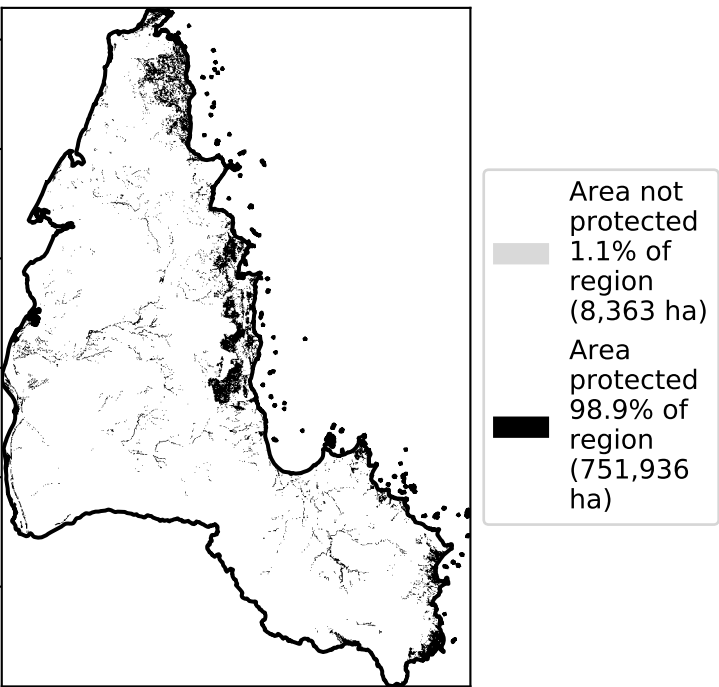 Area not
protected
1.1% of
region
(8,363 ha)
Area
protected
98.9% of
region
(751,936
ha)